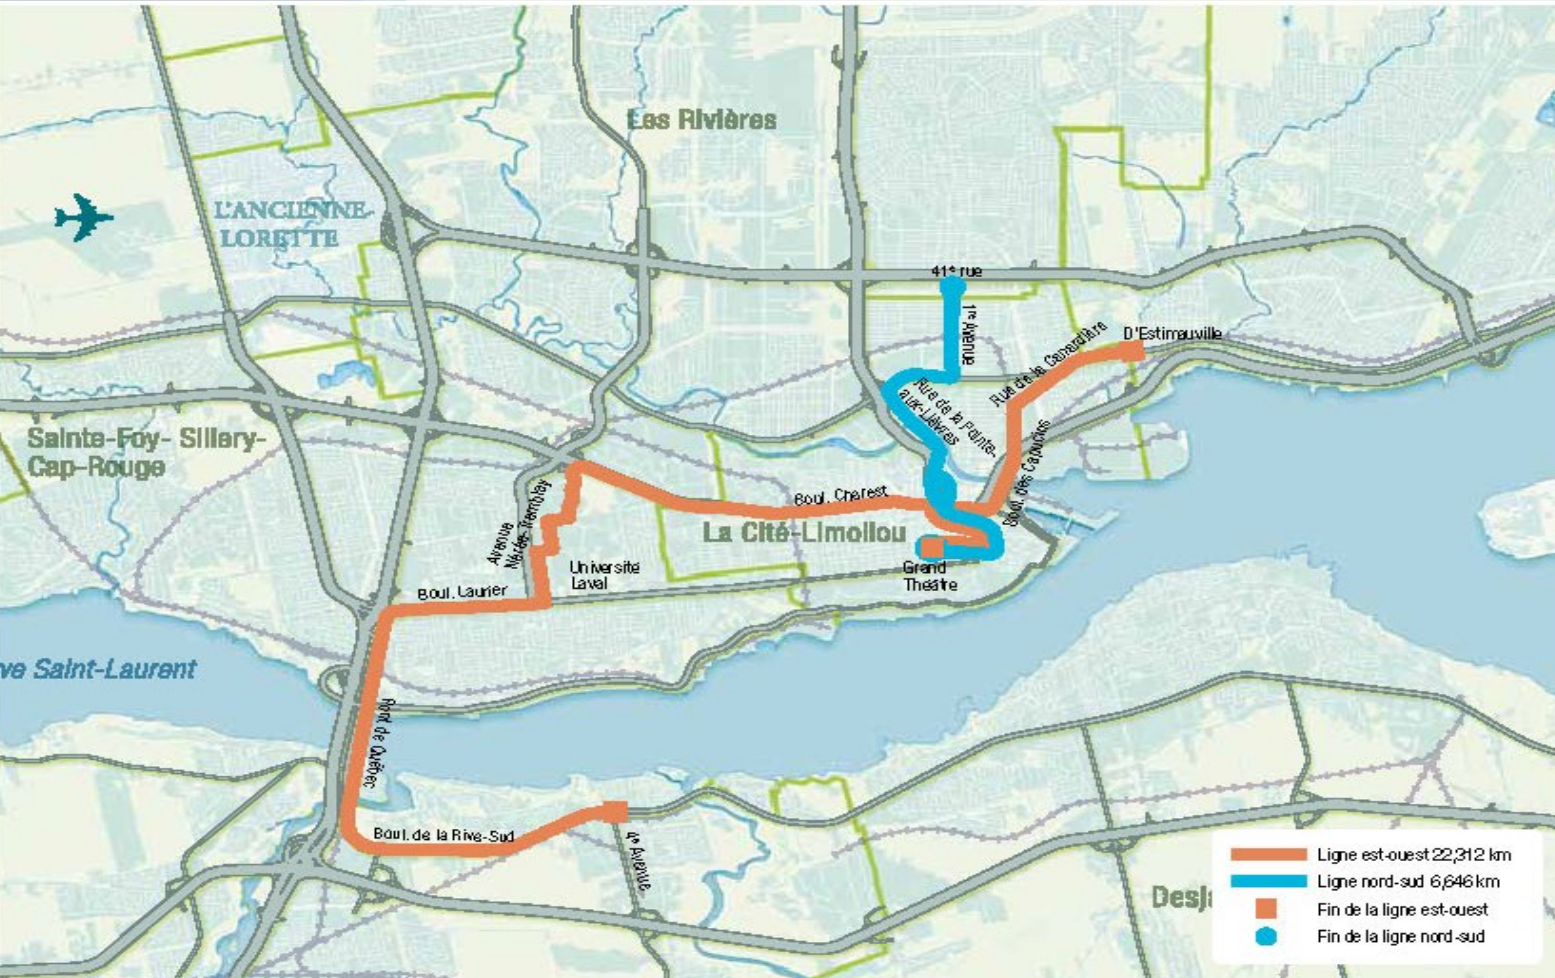 Les Rivières
L'ANCIENNE-
LORETTE
41e rue
1re Avenue
D'Estimauville
Rue de la Canardière
Rue de la Pointe-
aux-Lièvres
Sainte-Foy- Sillery-
Cap-Rouge
Boul. des Capucins
Boul. Charest
Avenue
Nérée-Tremblay
La Cité-Limoilou
Université
Laval
Grand
Théâtre
Boul. Laurier
ve Saint-Laurent
Pont de Québec
Boul. de la Rive-Sud
4e Avenue
Desja
Ligne est-ouest 22,312 km
Ligne nord-sud 6,646 km
Fin de la ligne est-ouest
Fin de la ligne nord-sud